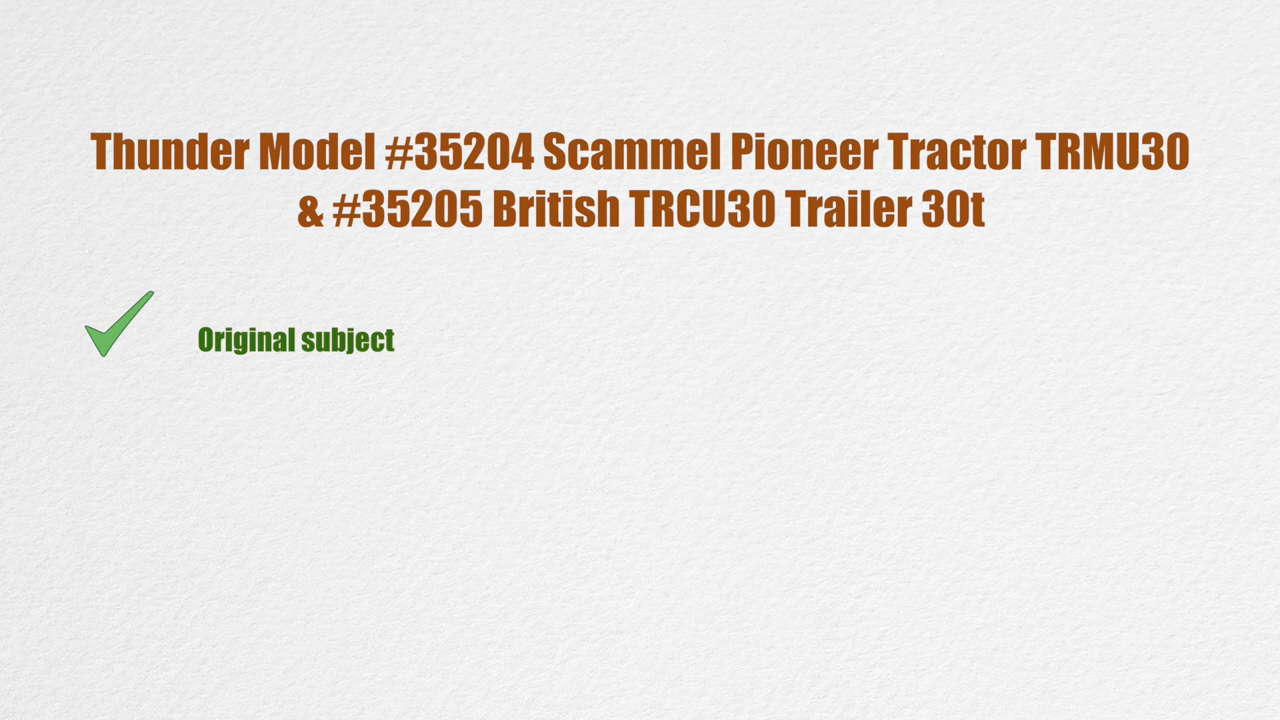 Thunder Model #35204 Scammel Pioneer Tractor TRMU30
& #35205 British TRCU30 Trailer 30t
Original subject